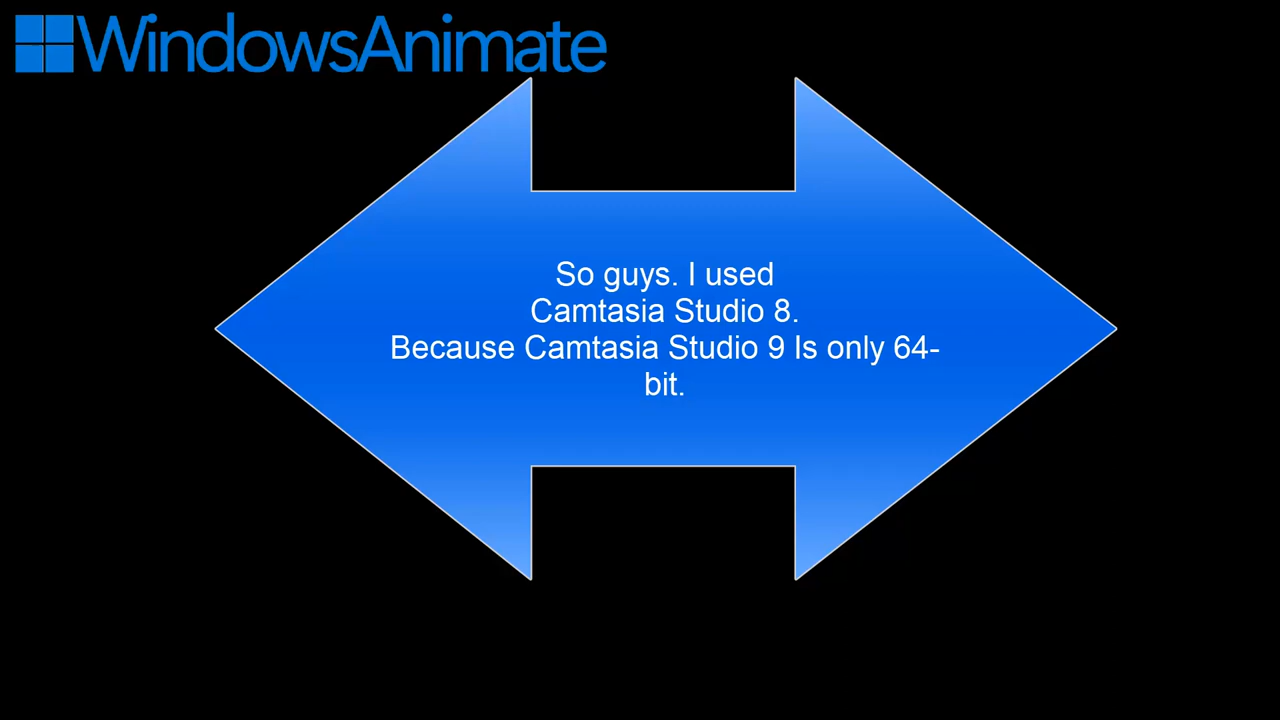 WindowsAnimate
So guys. I used
Camtasia Studio 8.
Because Camtasia Studio 9 Is only 64-
bit.